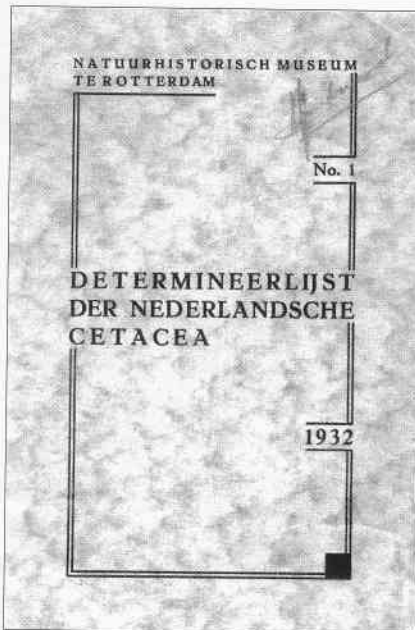 NATUURHISTORISCH MUSEUM
TE ROTTERDAM
No. 1
DETERMINEERLIJST
DER NEDERLANDSCHE
CETACEA
1932